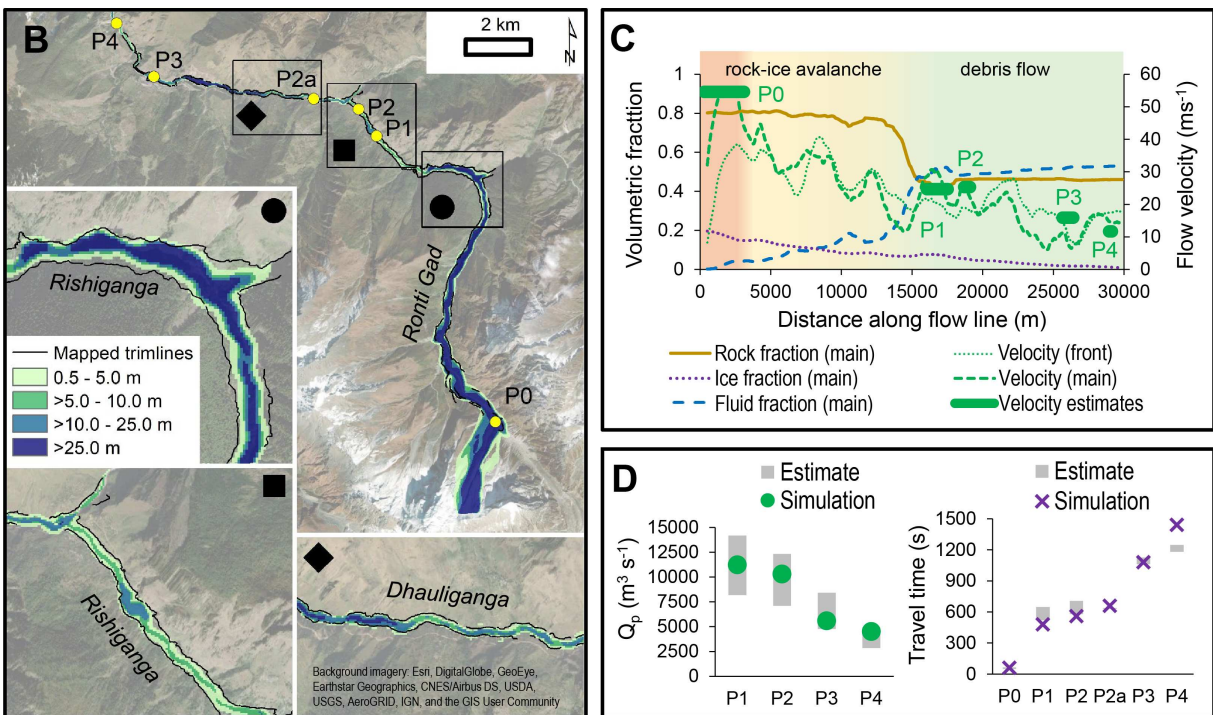 B
2 km
N
P4
P3
P2a
P2
P1
Ronti Gad
P0
Rishiganga
Mapped trimlines
0.5 - 5.0 m
>5.0 - 10.0 m
>10.0 - 25.0 m
>25.0 m
Rishiganga
Dhauliganga
Background imagery: Esri, DigitalGlobe, GeoEye,
Earthstar Geographics, CNES/Airbus DS, USDA,
USGS, AeroGRID, IGN, and the GIS User Community
C
rock-ice avalanche debris flow
Volumetric fracttion
1
0.8
0.6
0.4
0.2
0
60
50
40
30
20
10
0
Flow velocity (ms-1)
P0
P1
P2
P3
P4
0 5000 10000 15000 20000 25000 30000
Distance along flow line (m)
Rock fraction (main)
Ice fraction (main)
Fluid fraction (main)
Velocity (front)
Velocity (main)
Velocity estimates
D
Estimate
Simulation
Qp (m3 s-1)
15000
12500
10000
7500
5000
2500
0
P1 P2 P3 P4
Estimate
Simulation
Travel time (s)
1500
1200
900
600
300
0
P0 P1 P2 P2a P3 P4